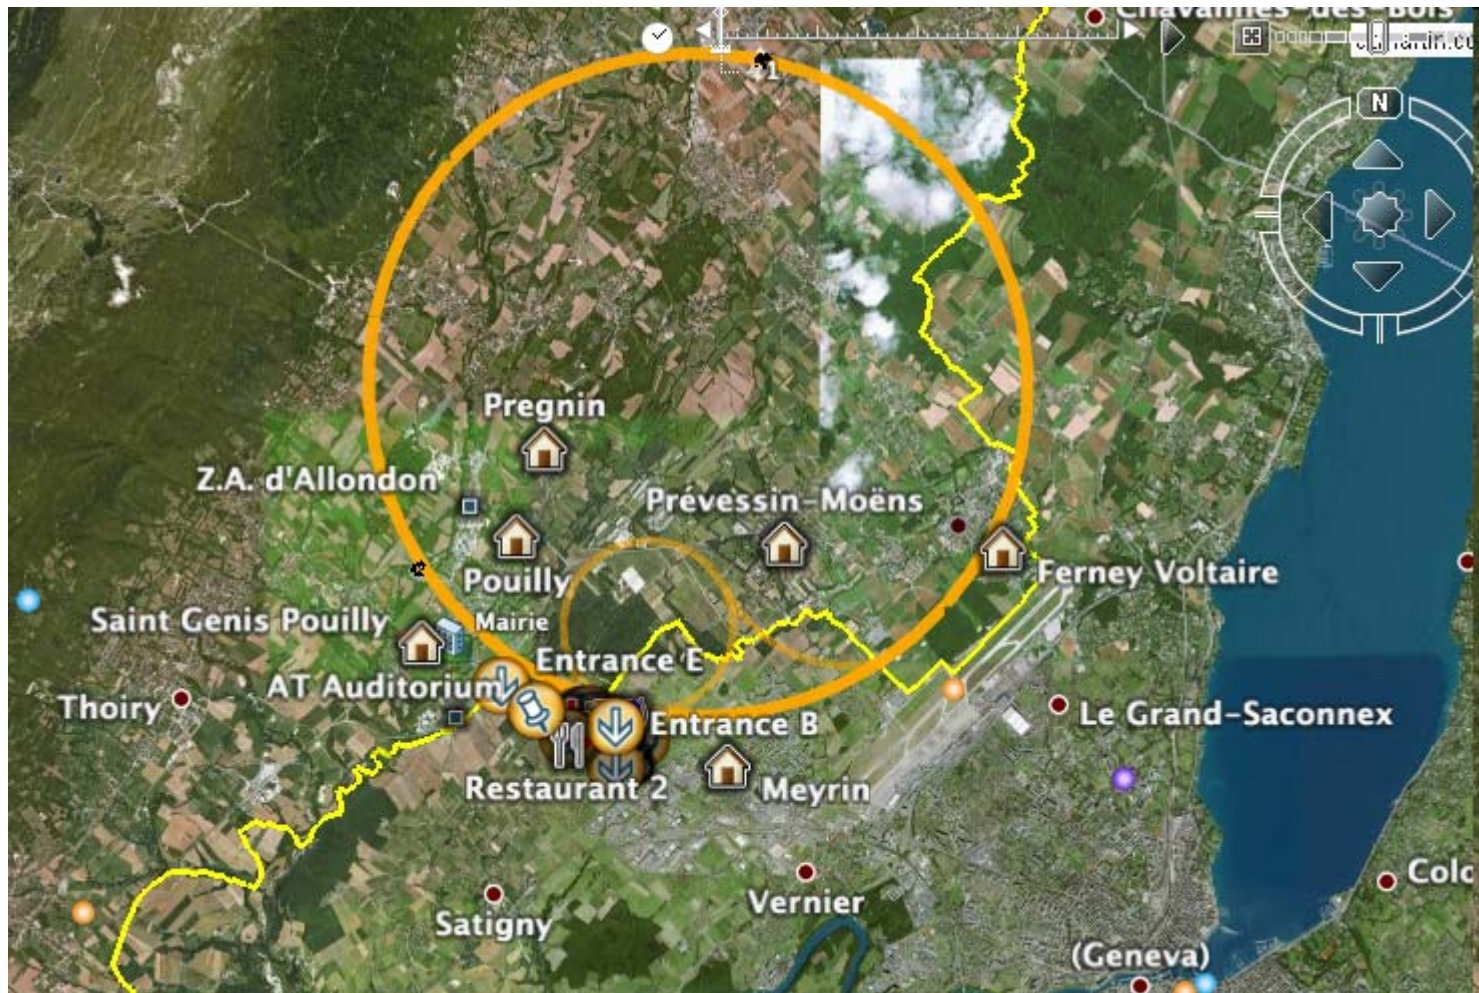 Chavannes-des-Bois
N
Pregnin
Z.A. d'Allondon
Prévessin-Moëns
Pouilly
Ferney Voltaire
Saint Genis Pouilly
Mairie
Entrance E
AT Auditorium
Thoiry
Entrance B
Le Grand-Saconnex
Restaurant 2
Meyrin
Vernier
Colo
Satigny
(Geneva)